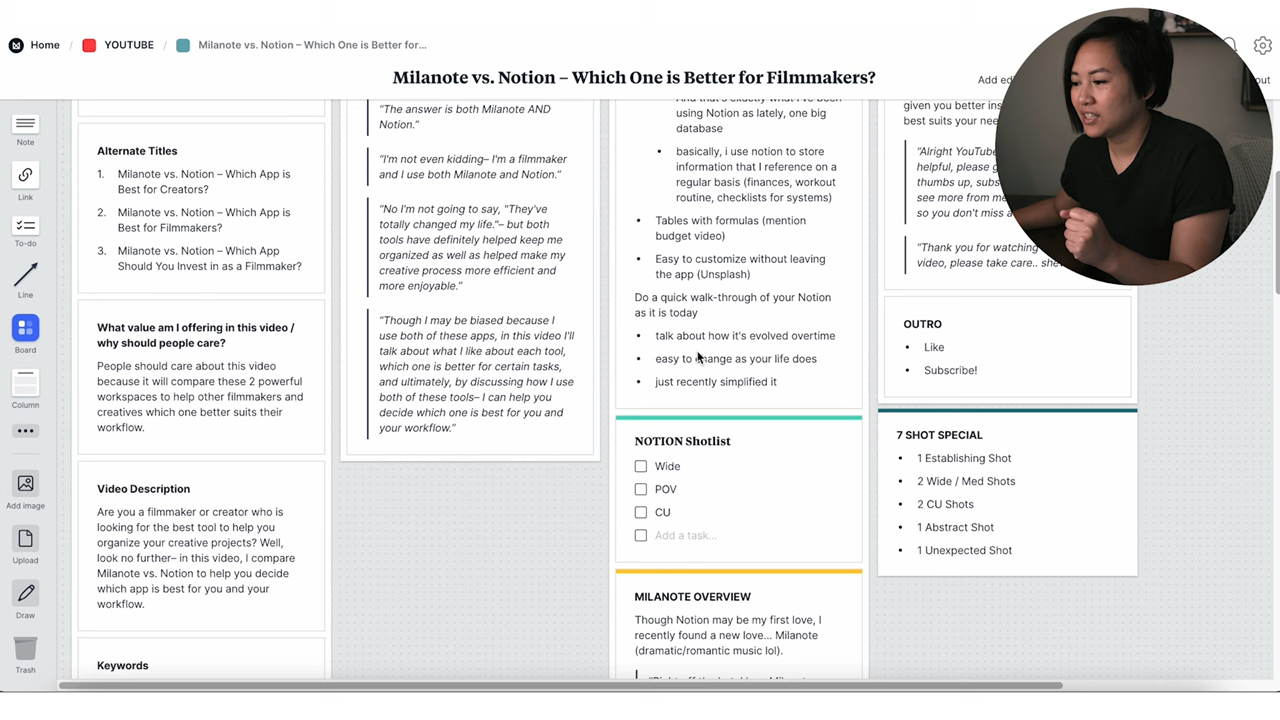 Home / YOUTUBE / Milanote vs. Notion – Which One is Better for...
Milanote vs. Notion – Which One is Better for Filmmakers?
Note
Link
To-do
Line
Board
Column
Add image
Upload
Draw
Trash
Alternate Titles
1. Milanote vs. Notion – Which App is
Best for Creators?
2. Milanote vs. Notion – Which App is
Best for Filmmakers?
3. Milanote vs. Notion – Which App
Should You Invest in as a Filmmaker?
What value am I offering in this video /
why should people care?
People should care about this video
because it will compare these 2 powerful
workspaces to help other filmmakers and
creatives which one better suits their
workflow.
Video Description
Are you a filmmaker or creator who is
looking for the best tool to help you
organize your creative projects? Well,
look no further– in this video, I compare
Milanote vs. Notion to help you decide
which app is best for you and your
workflow.
Keywords
"The answer is both Milanote AND
Notion."
"I'm not even kidding– I'm a filmmaker
and I use both Milanote and Notion."
"No I'm not going to say, "They've
totally changed my life."– but both
tools have definitely helped keep me
organized as well as helped make my
creative process more efficient and
more enjoyable."
"Though I may be biased because I
use both of these apps, in this video I'll
talk about what I like about each tool,
which one is better for certain tasks,
and ultimately, by discussing how I use
both of these tools– I can help you
decide which one is best for you and
your workflow."
And that's exactly what I've been
using Notion as lately, one big
database
• basically, i use notion to store
information that I reference on a
regular basis (finances, workout
routine, checklists for systems)
• Tables with formulas (mention
budget video)
• Easy to customize without leaving
the app (Unsplash)
Do a quick walk-through of your Notion
as it is today
• talk about how it's evolved overtime
• easy to change as your life does
• just recently simplified it
NOTION Shotlist
Wide
POV
CU
Add a task...
MILANOTE OVERVIEW
Though Notion may be my first love, I
recently found a new love... Milanote
(dramatic/romantic music lol).
Add
given you better
best suits your
"Alright
helpful, please
thumbs up,
see more from
so you don't miss
"Thank you for watching
video, please take care..
OUTRO
• Like
• Subscribe!
7 SHOT SPECIAL
• 1 Establishing Shot
• 2 Wide / Med Shots
• 2 CU Shots
• 1 Abstract Shot
• 1 Unexpected Shot